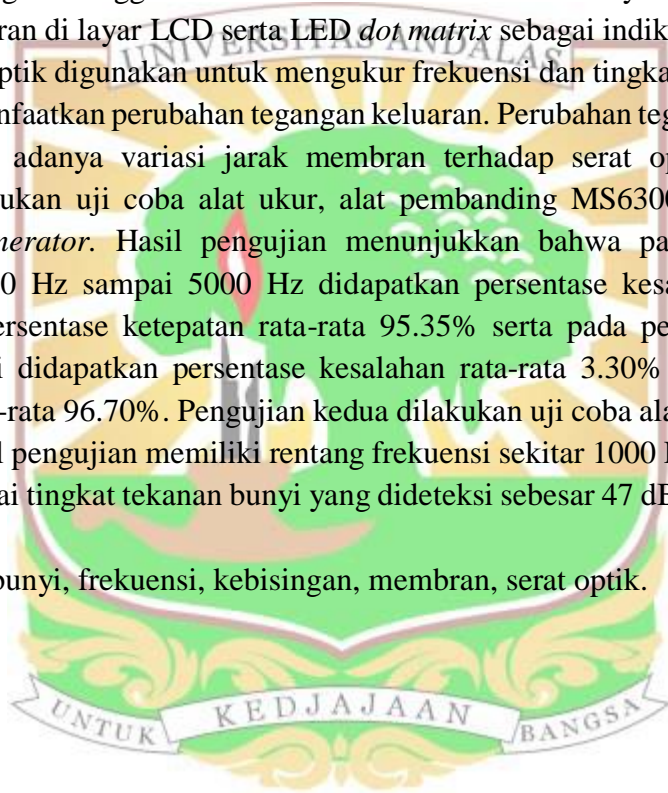 ran di layar LCD serta LED dot matrix sebagai indik
UNIVERSITAS ANDALAS
ptik digunakan untuk mengukur frekuensi dan tingka
nfaatkan perubahan tegangan keluaran. Perubahan teg
adanya variasi jarak membran terhadap serat op
ukan uji coba alat ukur, alat pembanding MS6300
nerator. Hasil pengujian menunjukkan bahwa pa
0 Hz sampai 5000 Hz didapatkan persentase kesa
ersentase ketepatan rata-rata 95.35% serta pada pe
i didapatkan persentase kesalahan rata-rata 3.30%
-rata 96.70%. Pengujian kedua dilakukan uji coba ala
l pengujian memiliki rentang frekuensi sekitar 1000 
ai tingkat tekanan bunyi yang dideteksi sebesar 47 dB
bunyi, frekuensi, kebisingan, membran, serat optik.
UNTUK KEDJAJAAN BANGSA